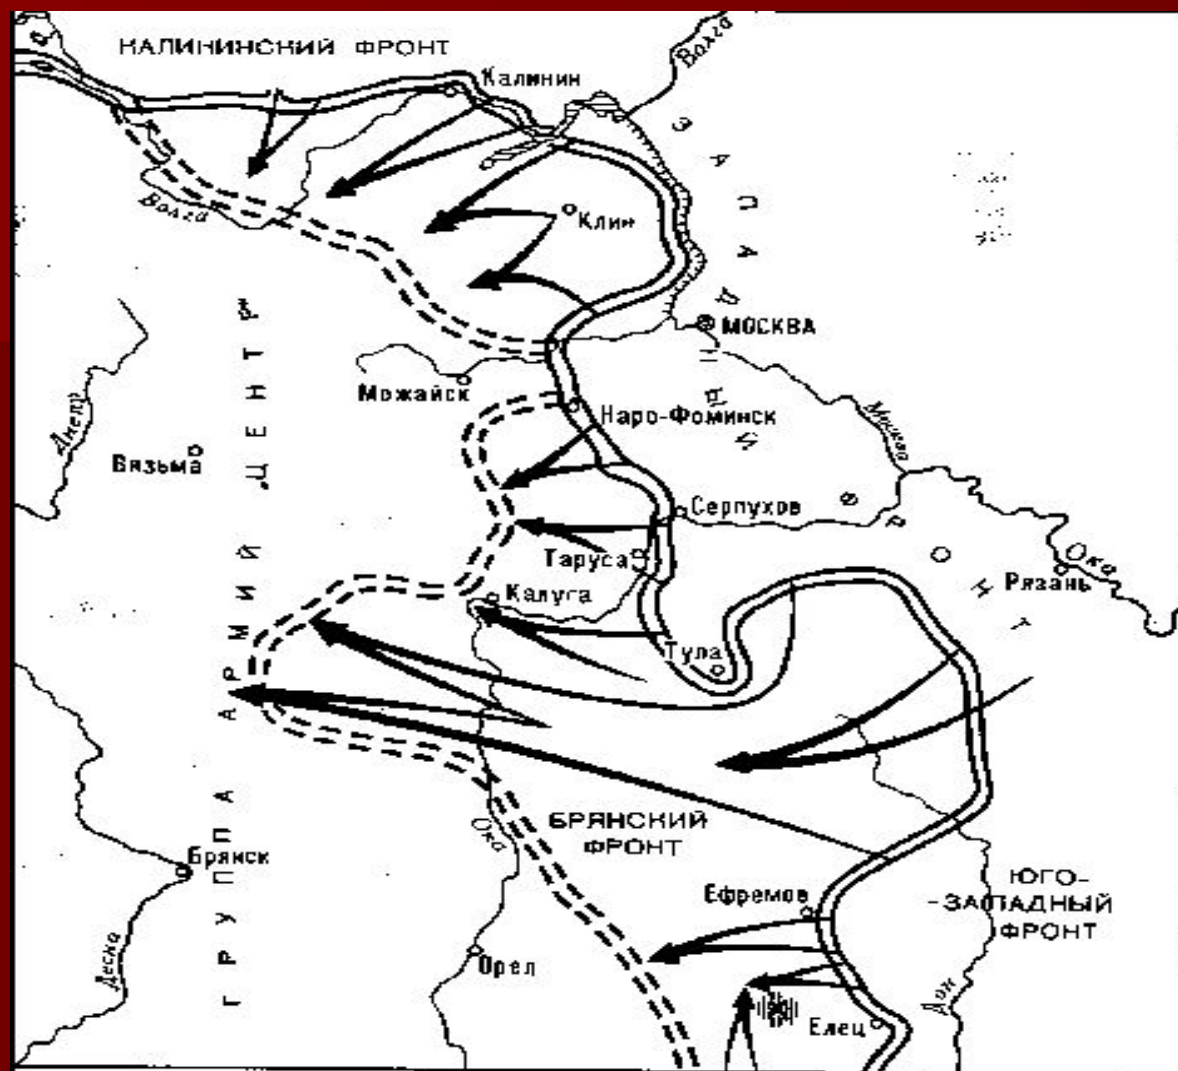 КАЛИНИНСКИЙ ФРОНТ
Волга
Калинин
ЗАПАДНЫЙ ФРОНТ
Волга
Клин
МОСКВА
Можайск
Наро-Фоминск
Днепр
Вязьма
Москва
Серпухов
Таруса
Калуга
Ока
Рязань
Тула
ГРУППА АРМИЙ „ЦЕНТР"
БРЯНСКИЙ
ФРОНТ
Ока
Брянск
Ефремов
ЮГО-
-ЗАПАДНЫЙ
ФРОНТ
Десна
Орел
Дон
Елец